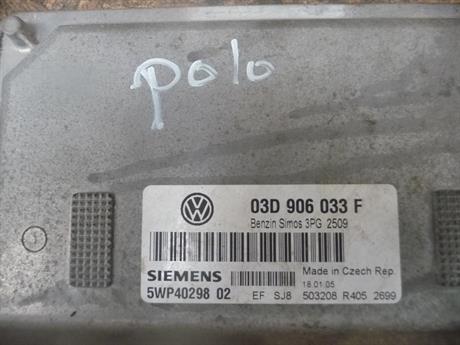 polo
03D 906 033 F
Benzin Simos 3PG 2509
SIEMENS
5WP40298 02
Made in Czech Rep.
18.01.05
EF SJ8 503208 R405 2699